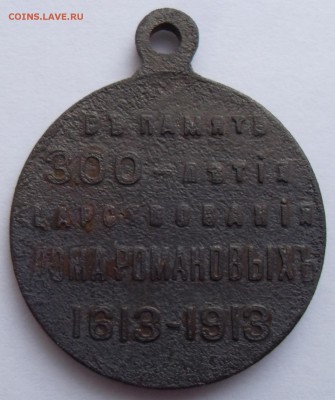 COINS.LAVE.RU
ВЪ ПАМЯТЬ
300-ЛѢТІЯ
ЦАРСТВОВАНІЯ
ДОМА РОМАНОВЫХЪ
1613-1913